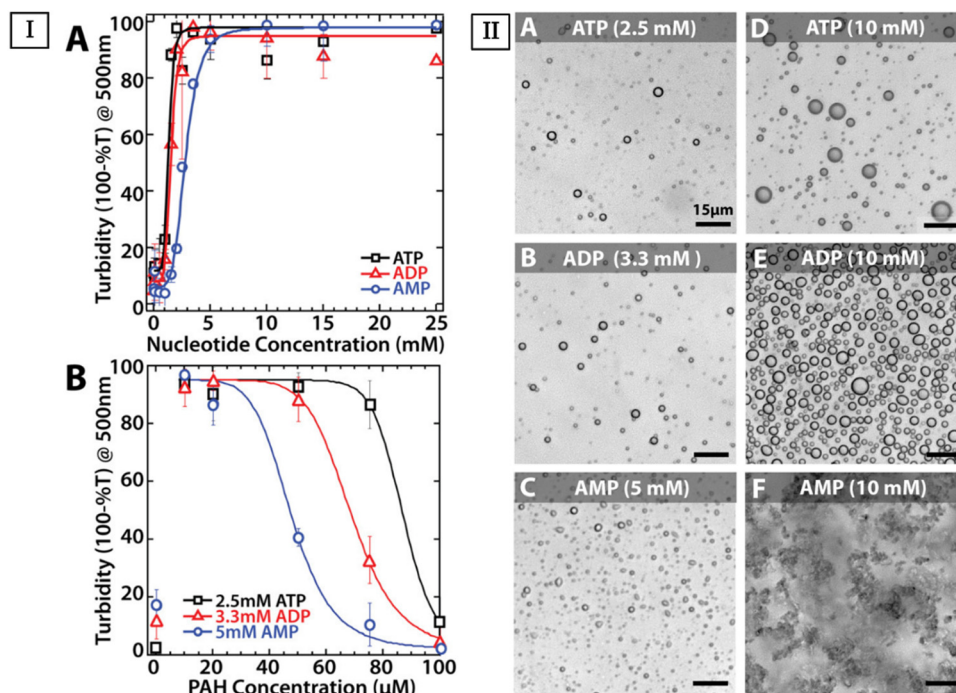 I
A
Turbidity (100-%T) @ 500nm
100
80
60
40
20
0
ATP
ADP
AMP
0 5 10 15 20 25
Nucleotide Concentration (mM)
B
Turbidity (100-%T) @ 500nm
100
80
60
40
20
0
2.5mM ATP
3.3mM ADP
5mM AMP
0 20 40 60 80 100
PAH Concentration (µM)
II
A ATP (2.5 mM)
15µm
D ATP (10 mM)
B ADP (3.3 mM )
E ADP (10 mM)
C AMP (5 mM)
F AMP (10 mM)